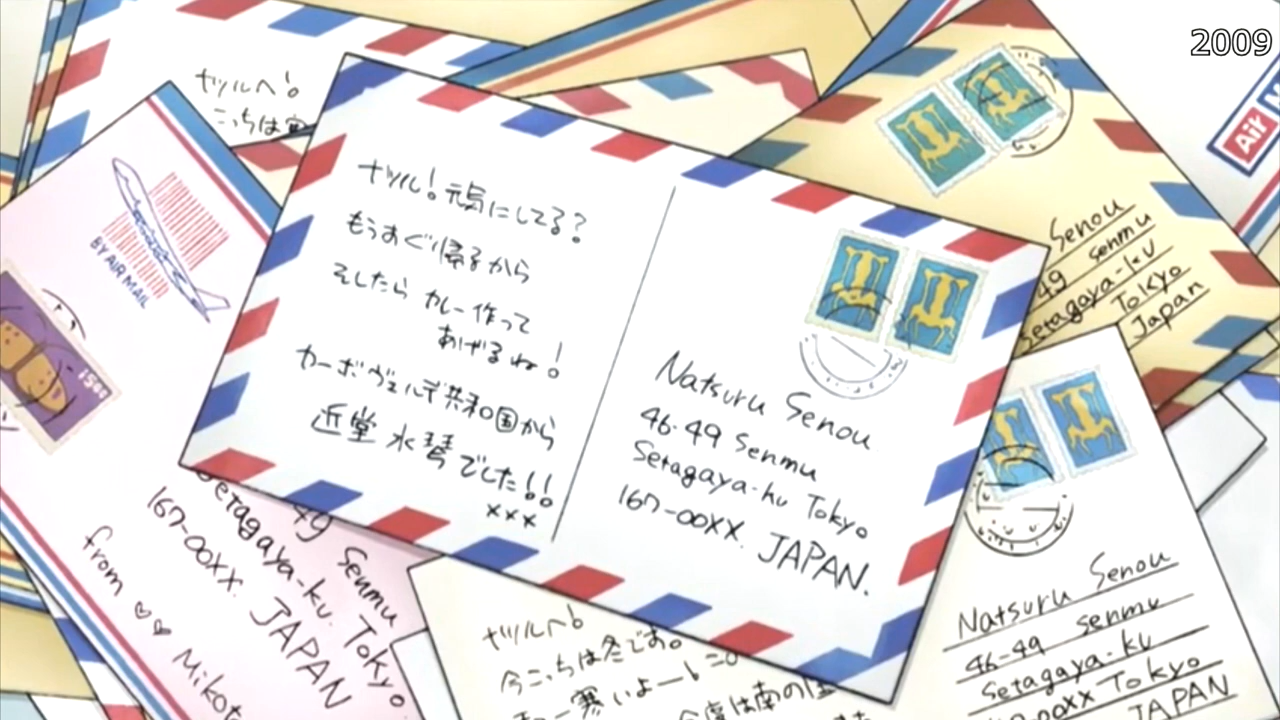 2009
ナツルへ!
こっちは寒
Air
BY AIR MAIL
ナツル!元気にしてる?
もうすぐ帰るから
そしたら カレー作って
あげるね!
カーボヴェルデ共和国から
近堂 水琴 でした!!
×××
Natsuru Senou
46-49 Senmu
Setagaya-ku Tokyo
167-00XX. JAPAN.
Senou
49 senmu
Setagaya-ku
Tokyo
Japan
49 Senmu
Setagaya-ku. Tokyo
167-00XX. JAPAN
from ♡♡ Mikoto
ナツルへ!
今こっちは冬です。
寒いよー!
今度は南の国
Natsuru Senou
46-49 senmu
Setagaya-ku
00XX Tokyo
JAPAN